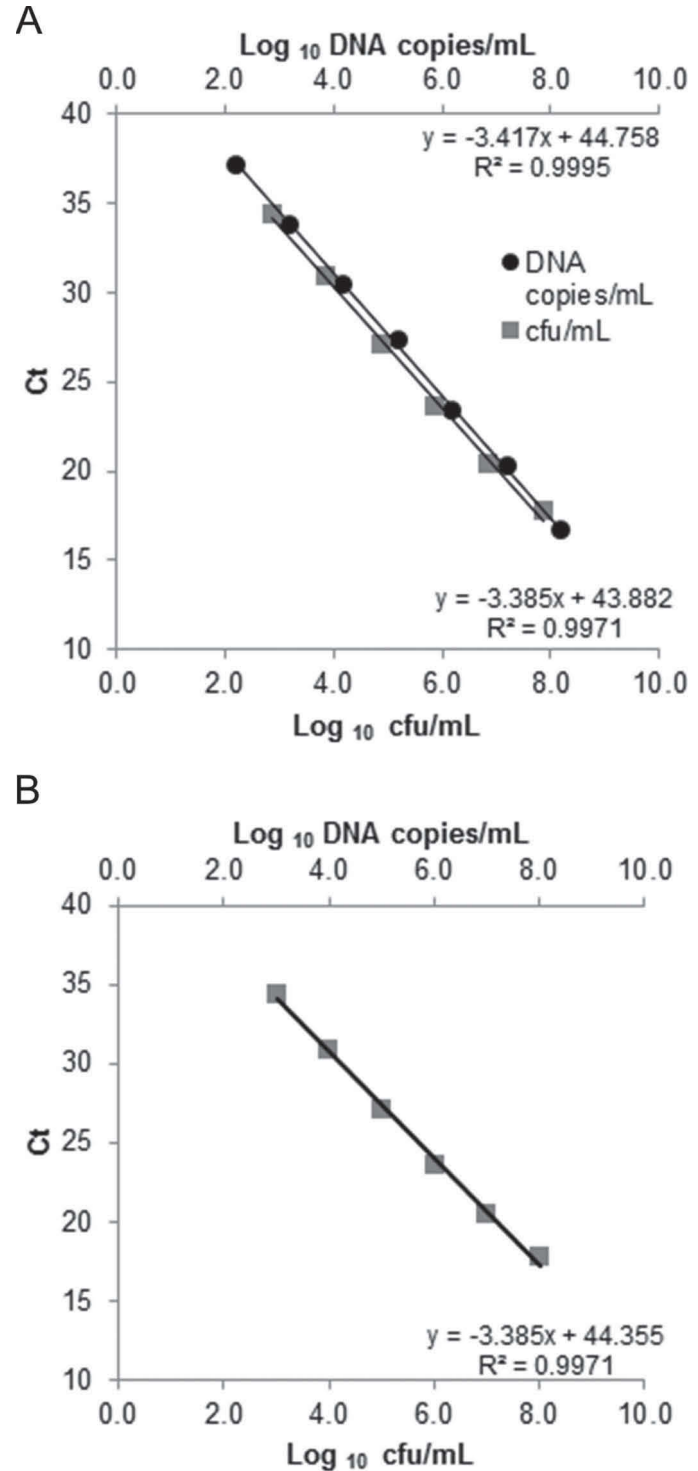 A
Log 10 DNA copies/mL
0.0 2.0 4.0 6.0 8.0 10.0
40
y = -3.417x + 44.758
R² = 0.9995
35
DNA
copies/mL
30
cfu/mL
Ct
25
20
15
y = -3.385x + 43.882
R² = 0.9971
10
0.0 2.0 4.0 6.0 8.0 10.0
Log 10 cfu/mL
B
Log 10 DNA copies/mL
0.0 2.0 4.0 6.0 8.0 10.0
40
35
30
Ct
25
20
15
y = -3.385x + 44.355
R² = 0.9971
10
0.0 2.0 4.0 6.0 8.0 10.0
Log 10 cfu/mL